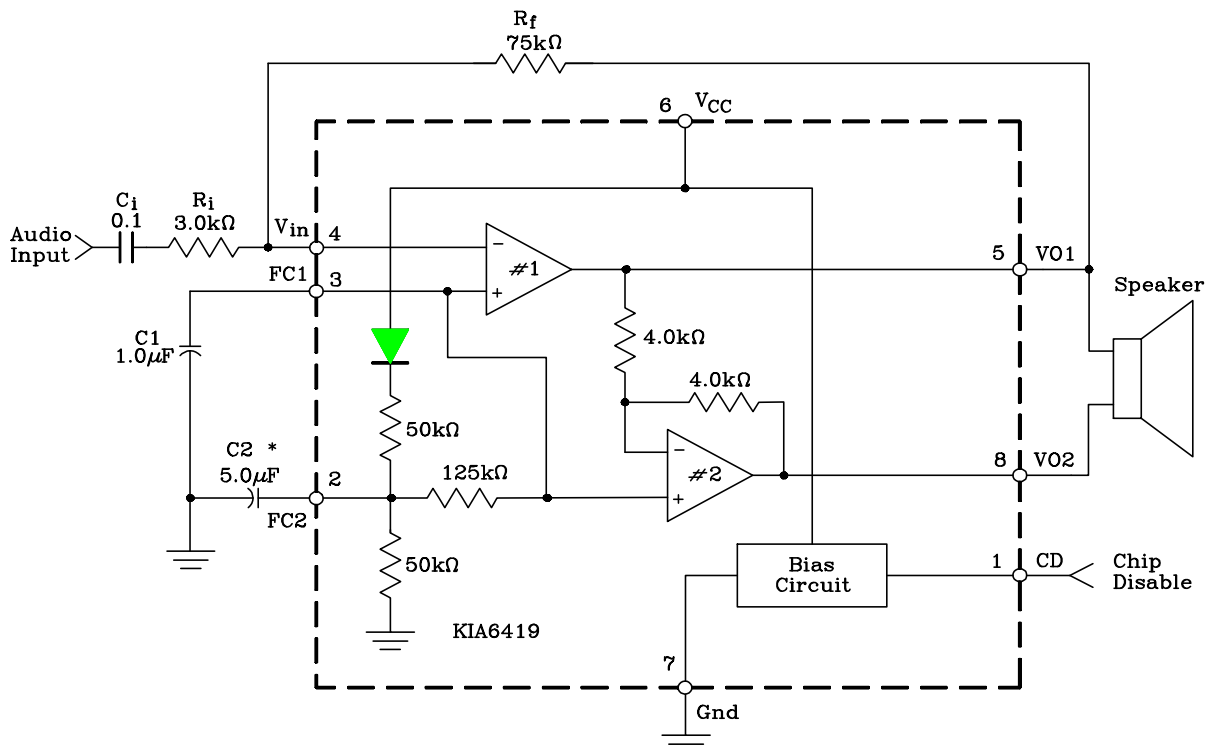 Rf
75kΩ
6
VCC
Ci
0.1
Ri
3.0kΩ
Audio
Input
Vin
4
FC1
3
−
#1
+
5
VO1
Speaker
C1
1.0μF
4.0kΩ
4.0kΩ
50kΩ
C2 *
5.0μF
2
FC2
125kΩ
−
#2
+
8
VO2
50kΩ
Bias
Circuit
1
CD
Chip
Disable
KIA6419
7
Gnd